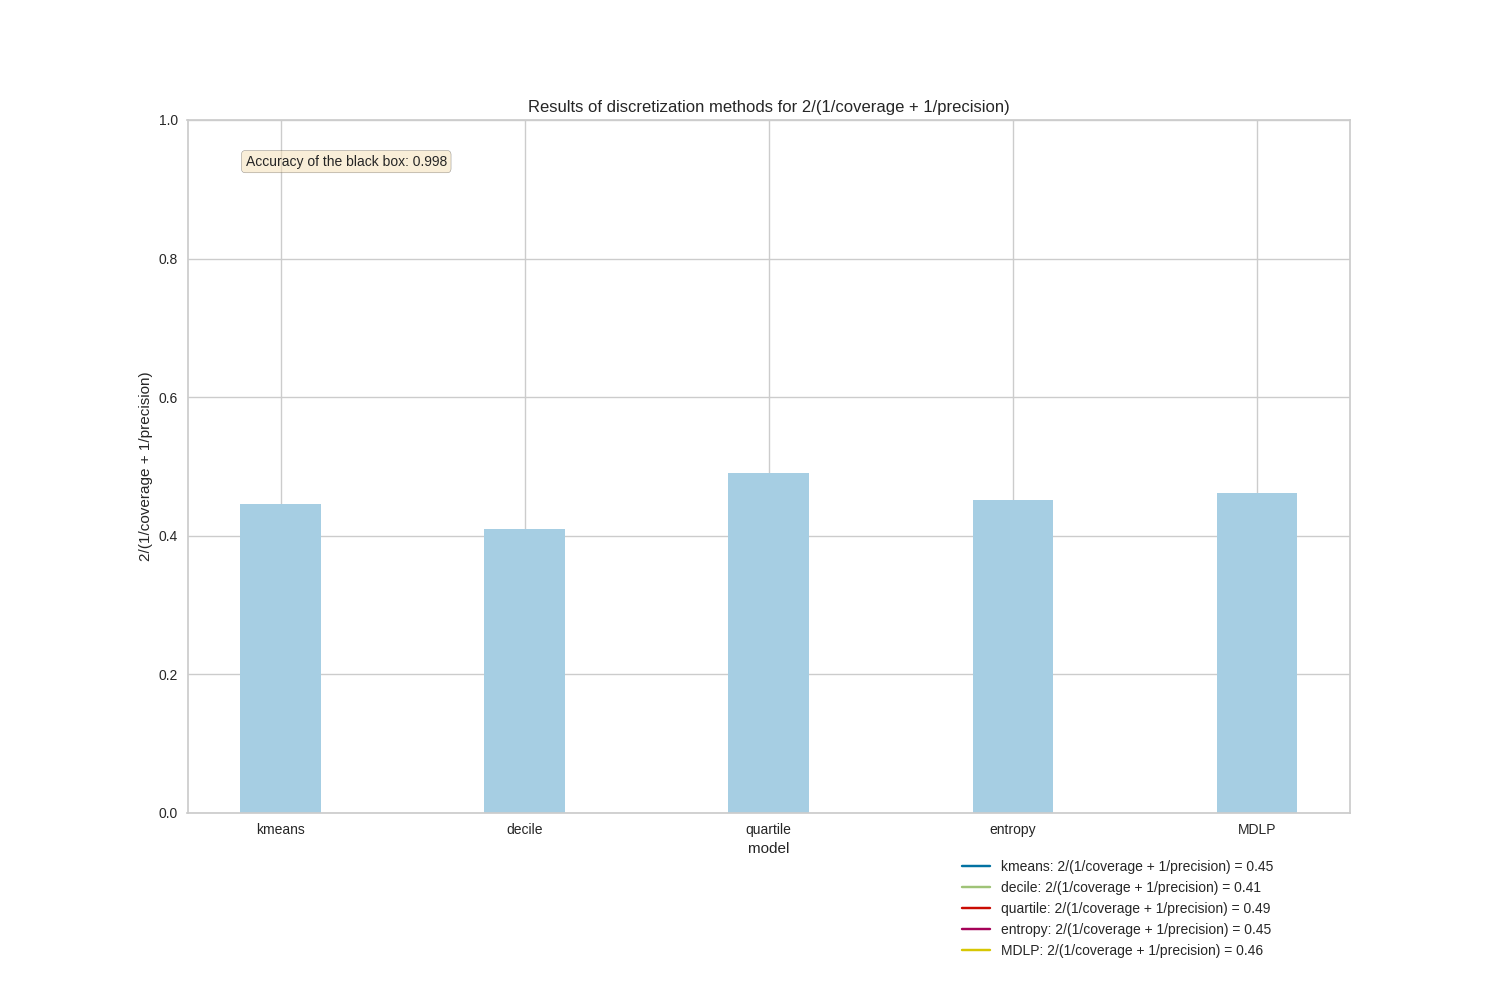 Results of discretization methods for 2/(1/coverage + 1/precision)
1.0
Accuracy of the black box: 0.998
0.8
0.6
2/(1/coverage + 1/precision)
0.4
0.2
0.0
kmeans decile quartile entropy MDLP
model
kmeans: 2/(1/coverage + 1/precision) = 0.45
decile: 2/(1/coverage + 1/precision) = 0.41
quartile: 2/(1/coverage + 1/precision) = 0.49
entropy: 2/(1/coverage + 1/precision) = 0.45
MDLP: 2/(1/coverage + 1/precision) = 0.46